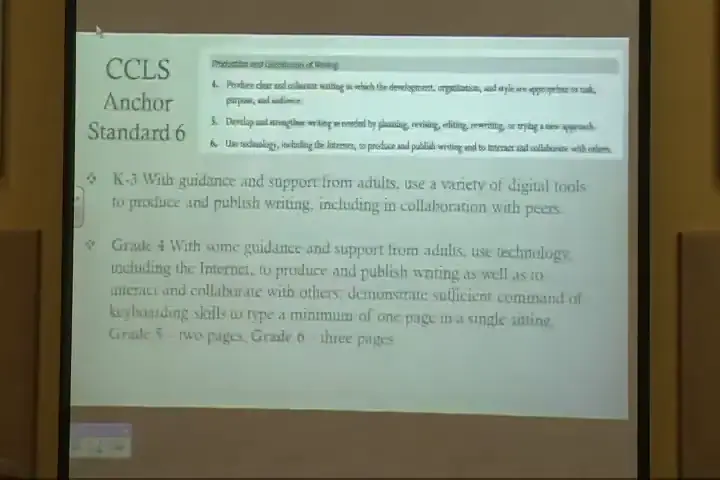 CCLS
Anchor
Standard 6
Production and Distribution of Writing
4. Produce clear and coherent writing in which the development, organization, and style are appropriate to task,
purpose, and audience.
5. Develop and strengthen writing as needed by planning, revising, editing, rewriting, or trying a new approach.
6. Use technology, including the Internet, to produce and publish writing and to interact and collaborate with others.
❖ K-3 With guidance and support from adults, use a variety of digital tools
to produce and publish writing, including in collaboration with peers.
❖ Grade 4 With some guidance and support from adults, use technology,
including the Internet, to produce and publish writing as well as to
interact and collaborate with others; demonstrate sufficient command of
keyboarding skills to type a minimum of one page in a single sitting.
Grade 5 – two pages, Grade 6 – three pages